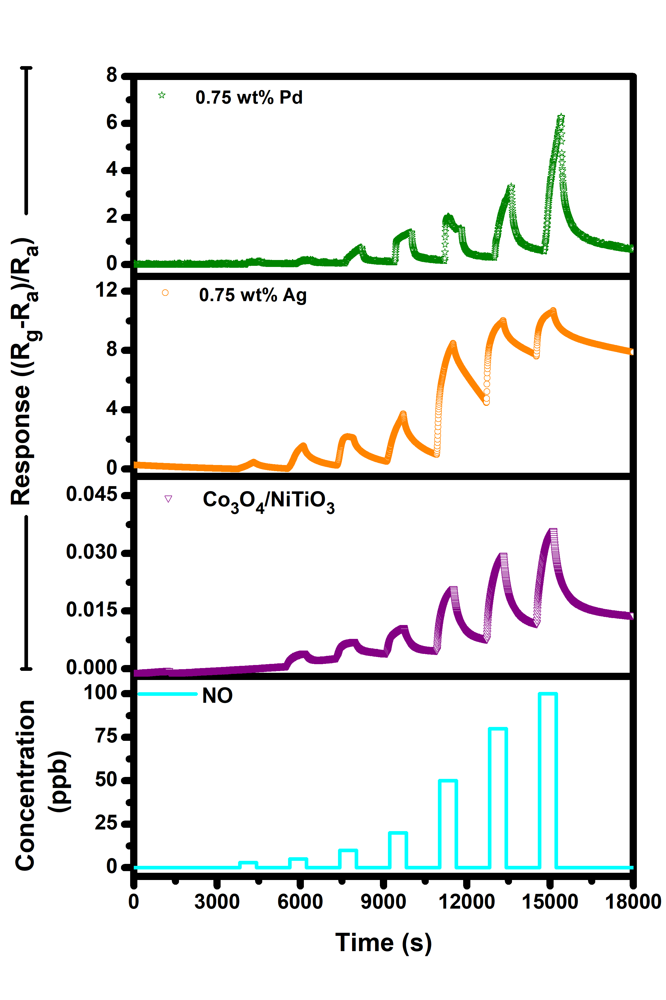 Response ((Rg-Ra)/Ra)
8
6
4
2
0
0.75 wt% Pd
12
8
4
0
0.75 wt% Ag
0.045
0.030
0.015
0.000
Co3O4/NiTiO3
Concentration
(ppb)
100
75
50
25
0
NO
0 3000 6000 9000 12000 15000 18000
Time (s)